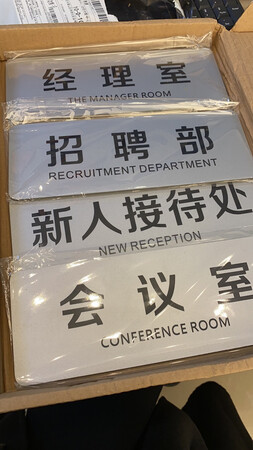 经理室
THE MANAGER ROOM
招聘部
RECRUITMENT DEPARTMENT
新人接待处
NEW RECEPTION
会议室
CONFERENCE ROOM